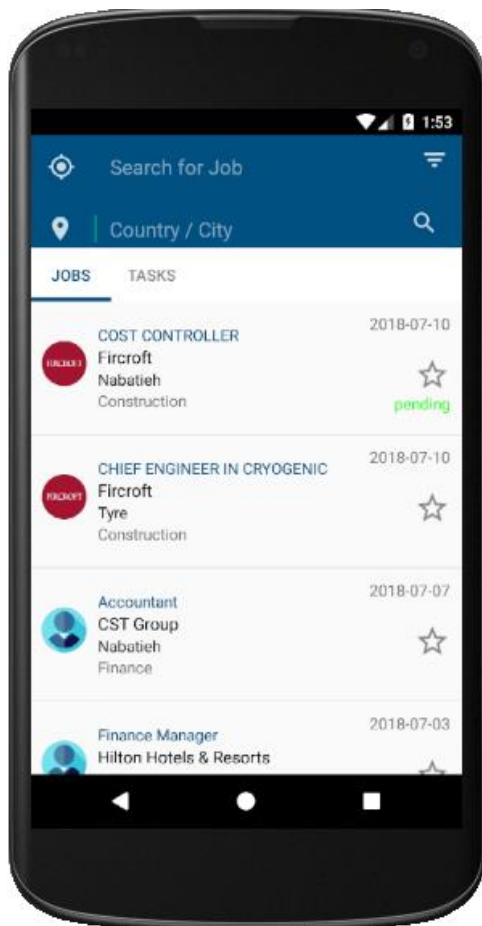 1:53
Search for Job
Country / City
JOBS TASKS
2018-07-10
COST CONTROLLER
Fircroft
Nabatieh
Construction
pending
FIRCROFT
2018-07-10
CHIEF ENGINEER IN CRYOGENIC
Fircroft
Tyre
Construction
FIRCROFT
2018-07-07
Accountant
CST Group
Nabatieh
Finance
2018-07-03
Finance Manager
Hilton Hotels & Resorts